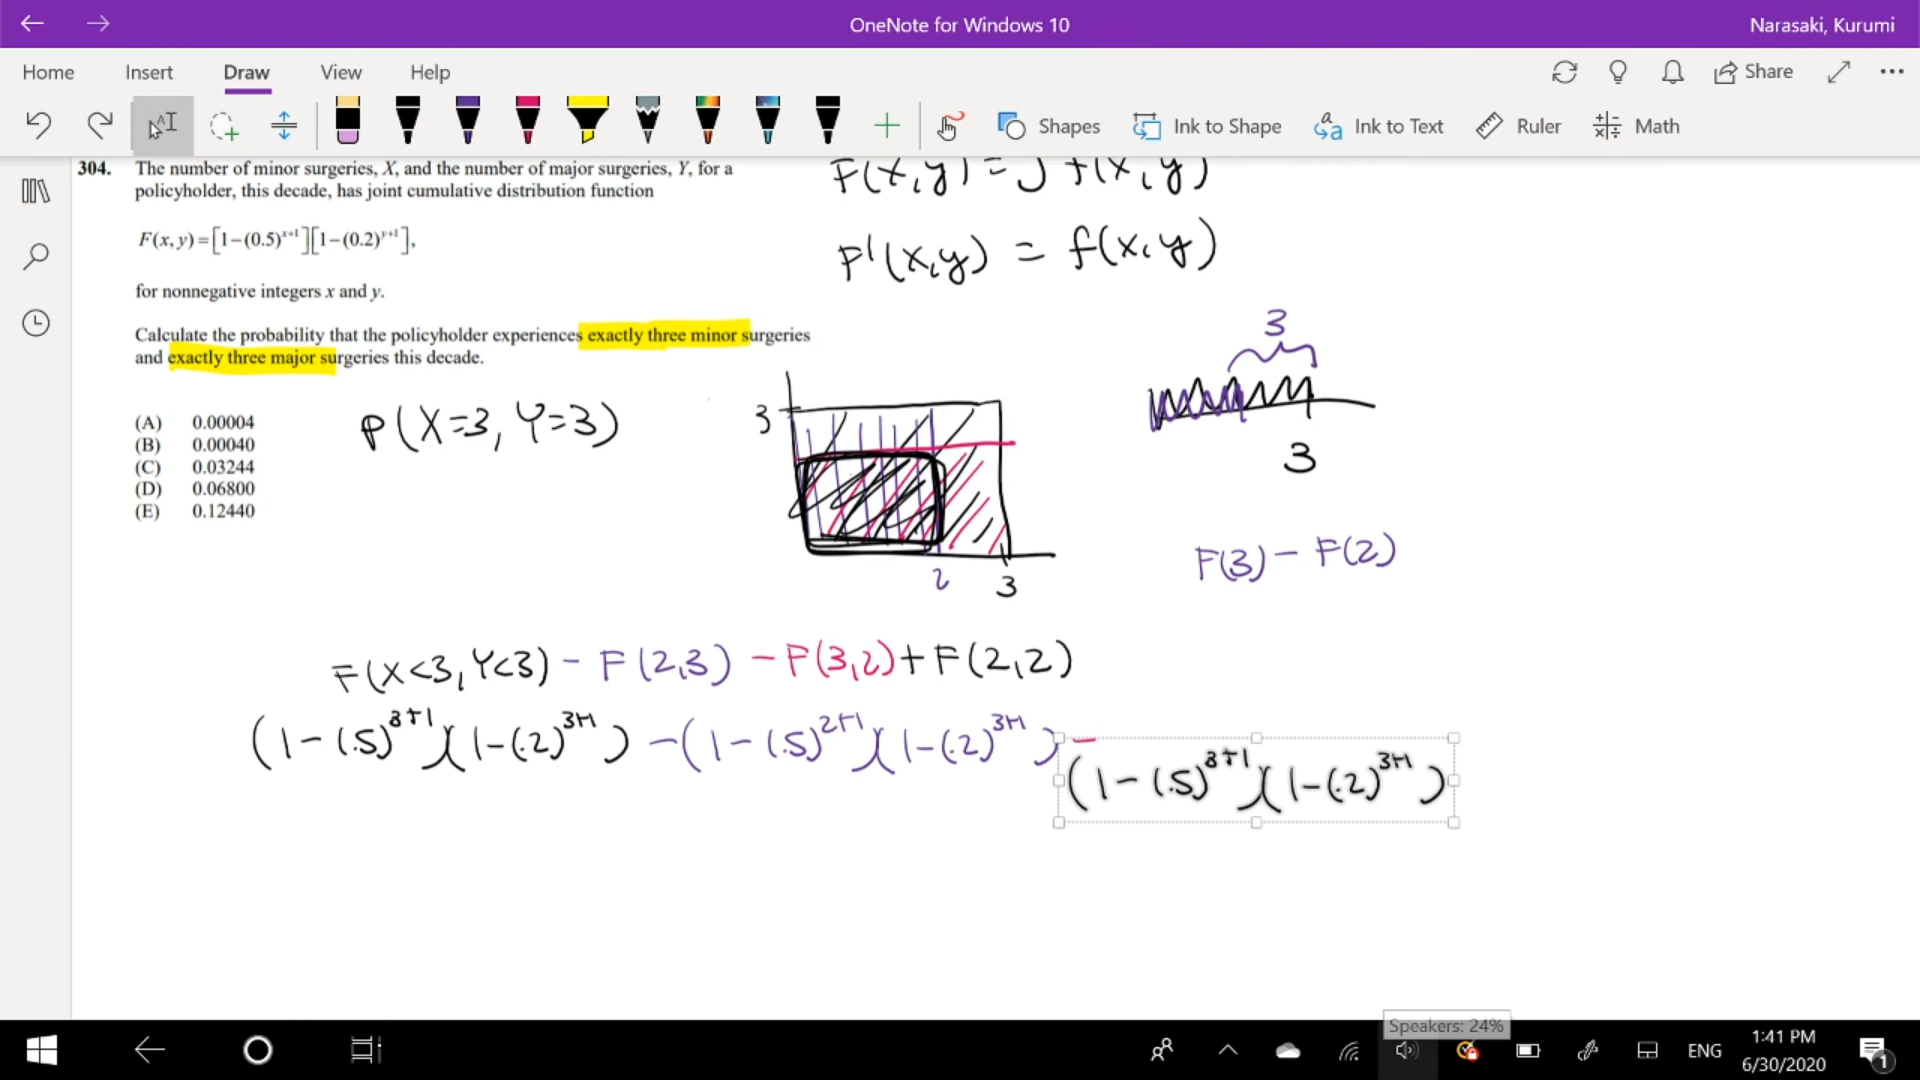 OneNote for Windows 10
Narasaki, Kurumi
Home Insert Draw View Help
Share
Shapes Ink to Shape Ink to Text Ruler Math
304. The number of minor surgeries, X, and the number of major surgeries, Y, for a
policyholder, this decade, has joint cumulative distribution function
F(x, y) = [1−(0.5)^x+1][1−(0.2)^y+1],
for nonnegative integers x and y.
Calculate the probability that the policyholder experiences exactly three minor surgeries
and exactly three major surgeries this decade.
(A) 0.00004
(B) 0.00040
(C) 0.03244
(D) 0.06800
(E) 0.12440
F(x,y) = ∫ f(x,y)
F'(x,y) = f(x,y)
P(X=3, Y=3)
3
2 3
3
3
F(3) − F(2)
F(X<3, Y<3) − F(2,3) − F(3,2) + F(2,2)
(1−(.5)^3+1)(1−(.2)^3+1) −(1−(.5)^2+1)(1−(.2)^3+1) −
(1−(.5)^3+1)(1−(.2)^3+1)
Speakers: 24%
ENG
1:41 PM
6/30/2020
1